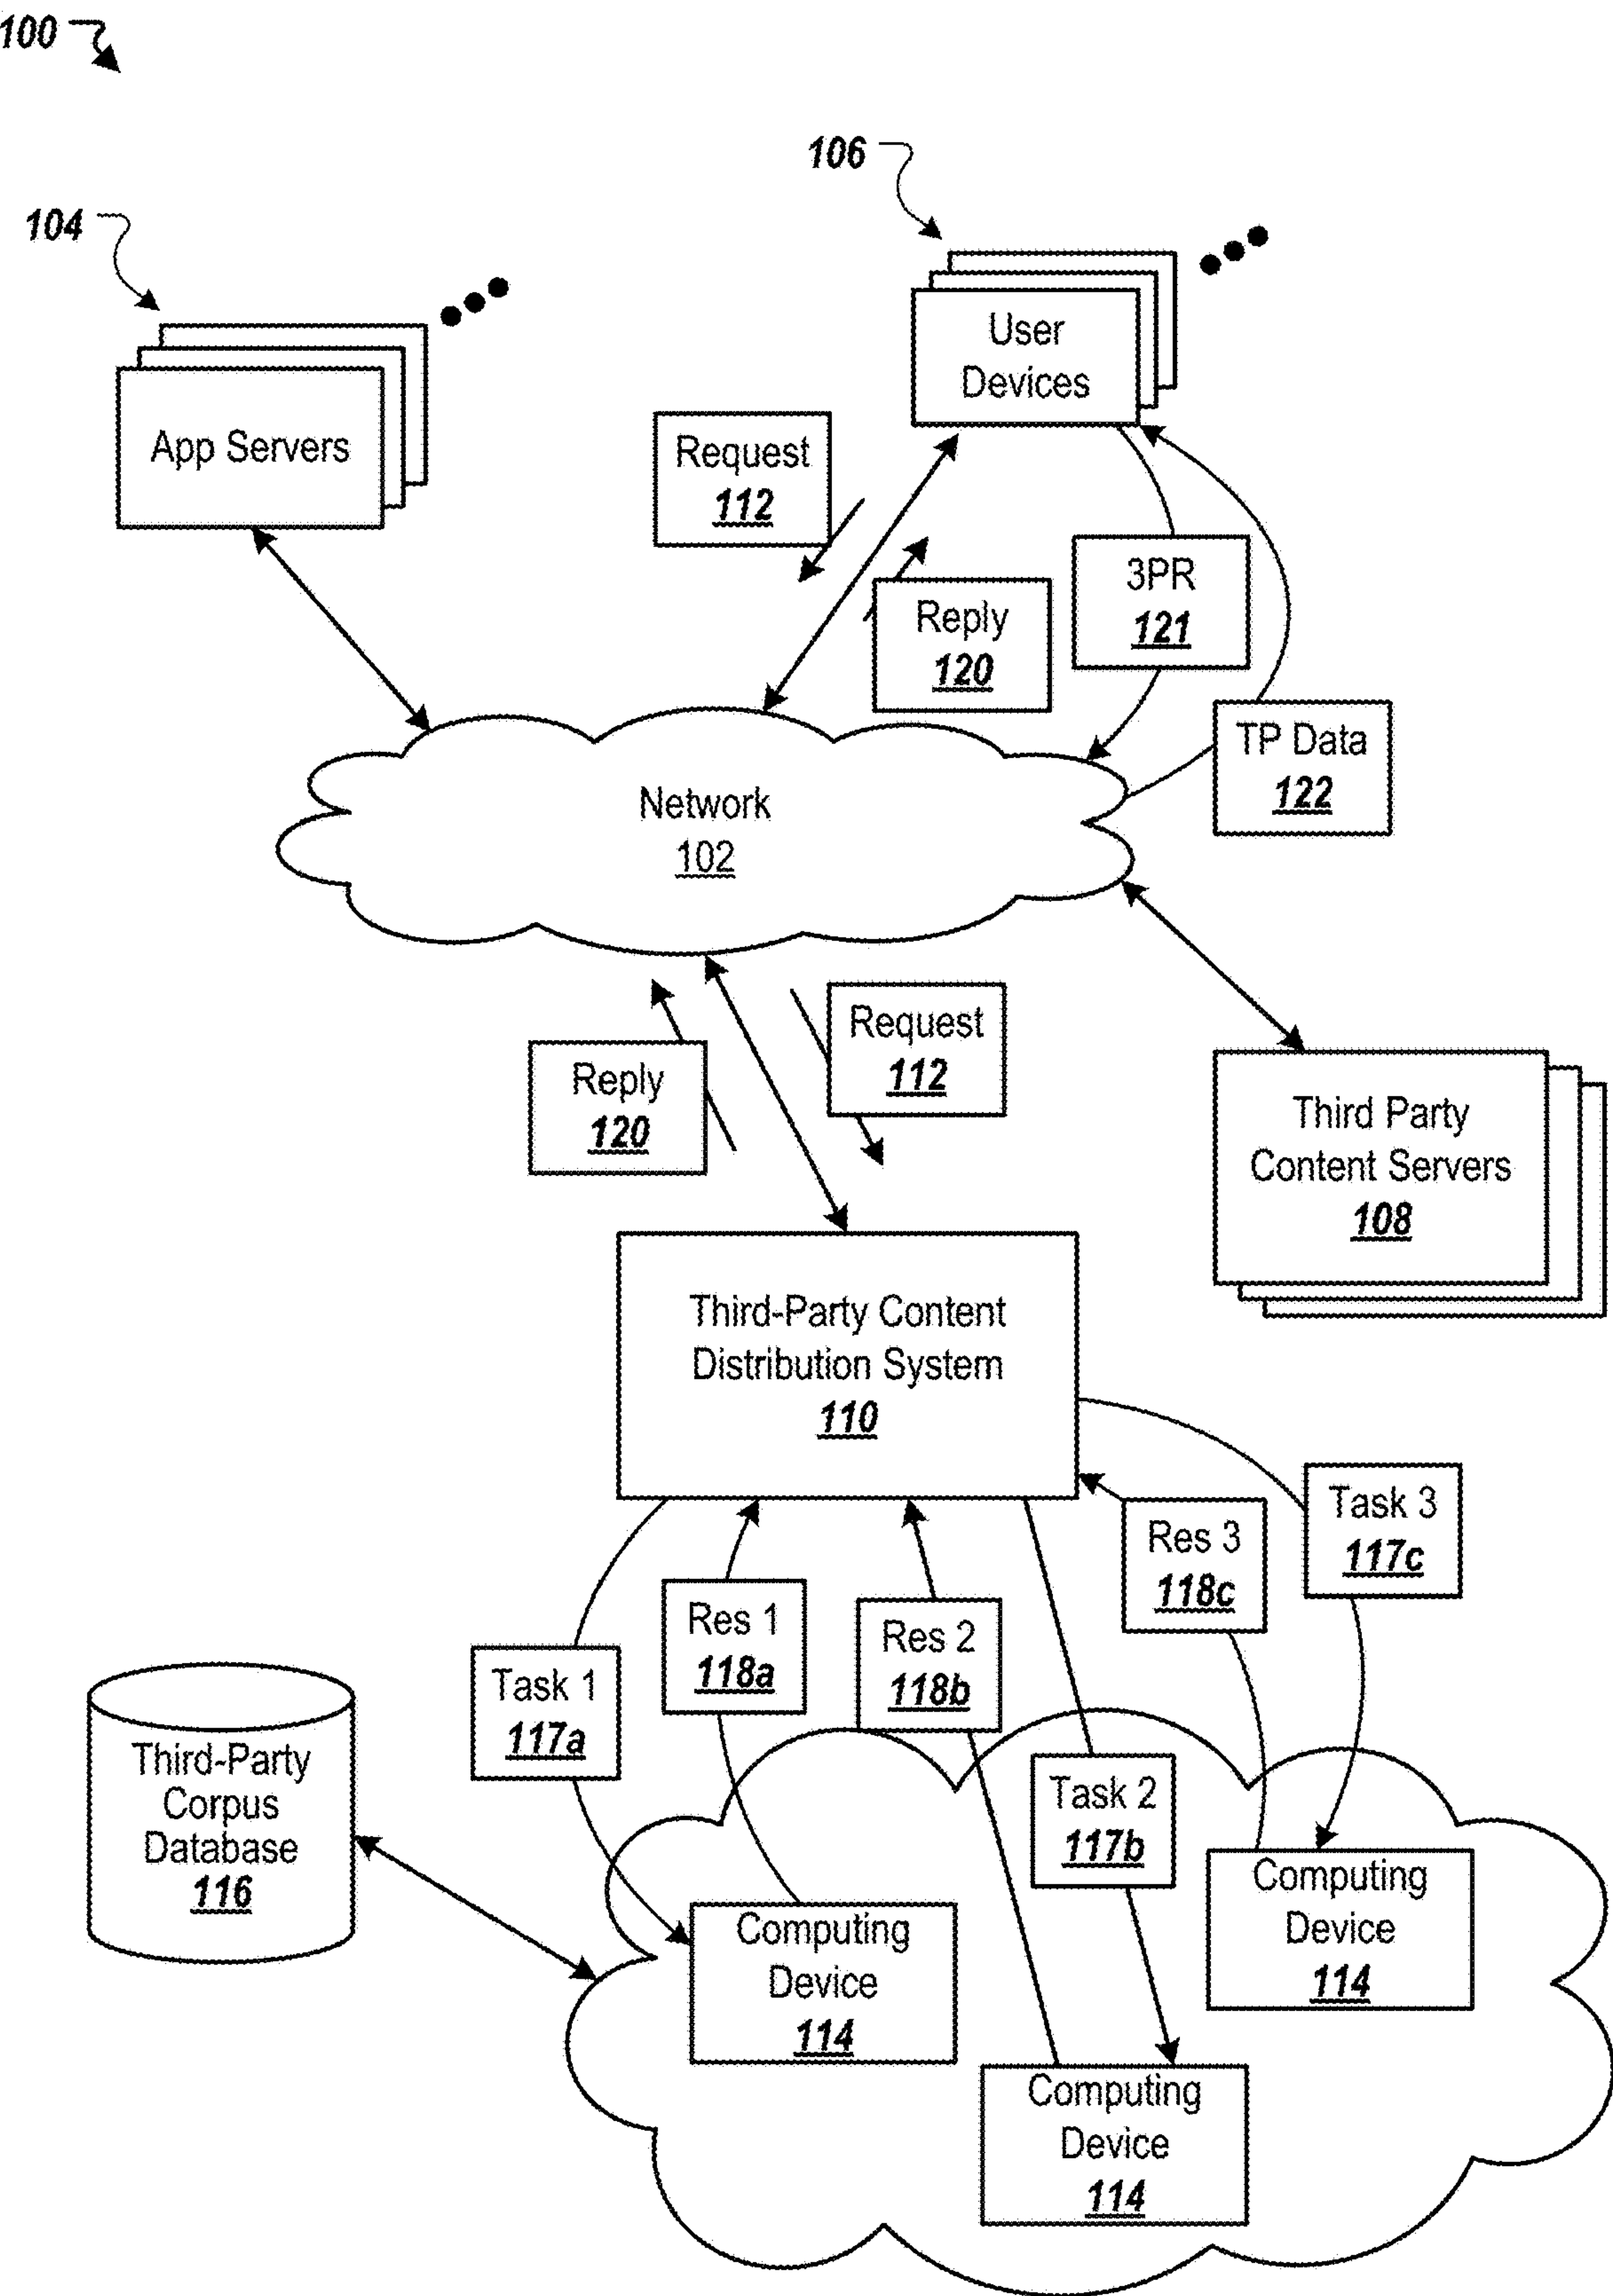 100
106
104
User
Devices
App Servers
Request
112
3PR
121
Reply
120
TP Data
122
Network
102
Request
112
Reply
120
Third Party
Content Servers
108
Third-Party Content
Distribution System
110
Task 3
117c
Res 3
118c
Res 1
118a
Res 2
118b
Task 1
117a
Third-Party
Corpus
Database
116
Task 2
117b
Computing
Device
114
Computing
Device
114
Computing
Device
114